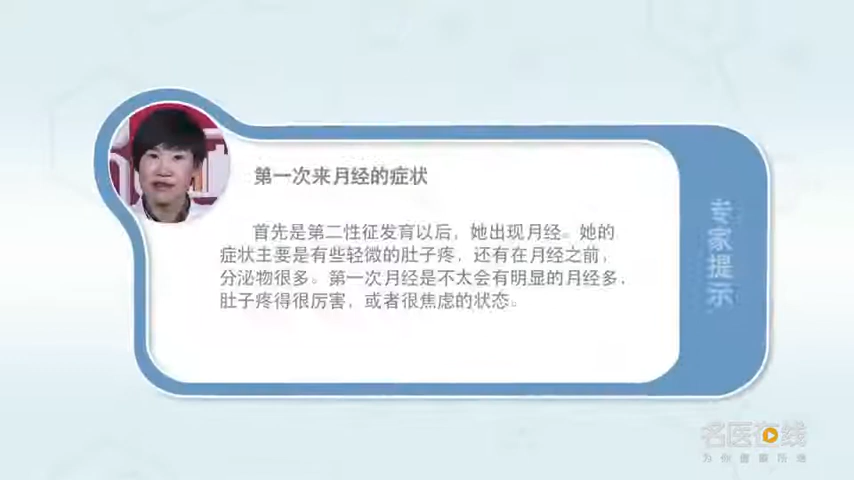 第一次来月经的症状
首先是第二性征发育以后，她出现月经。她的
症状主要是有些轻微的肚子疼，还有在月经之前，
分泌物很多。第一次月经是不太会有明显的月经多，
肚子疼得很厉害，或者很焦虑的状态。
专家提示
名医在线